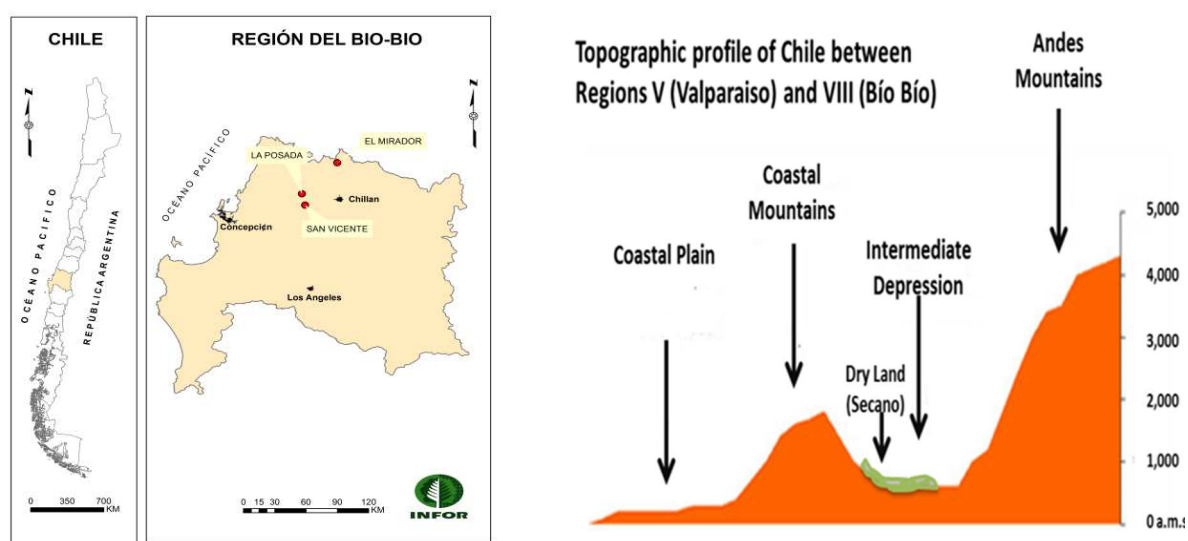 CHILE
N
OCÉANO PACIFICO
REPÚBLICA ARGENTINA
0 350 700
KM
REGIÓN DEL BIO-BIO
N
OCÉANO PACÍFICO
EL MIRADOR
LA POSADA
Chillan
Concepción
SAN VICENTE
Los Angeles
0 15 30 60 90 120
KM
INFOR
Topographic profile of Chile between
Regions V (Valparaiso) and VIII (Bío Bío)
Andes
Mountains
Coastal
Mountains
Coastal Plain
Intermediate
Depression
Dry Land
(Secano)
5,000
4,000
3,000
2,000
1,000
0 a.m.s